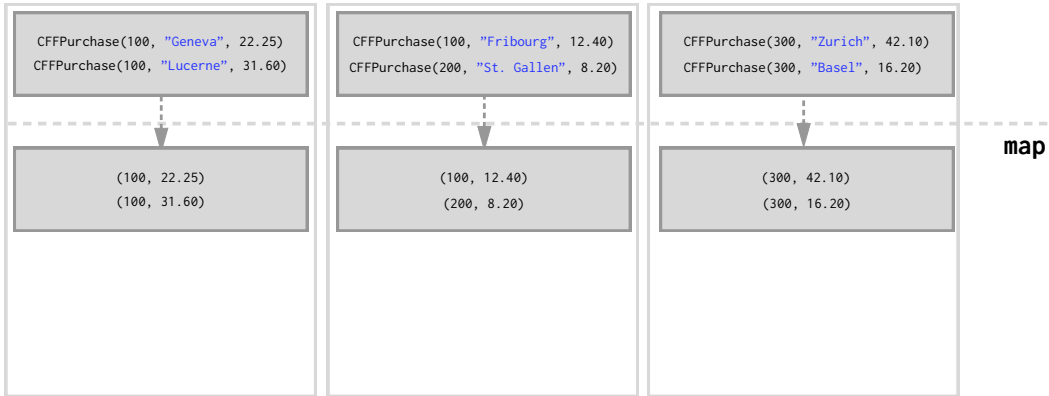 CFFPurchase(100, ”Geneva”, 22.25)
CFFPurchase(100, ”Lucerne”, 31.60)
CFFPurchase(100, ”Fribourg”, 12.40)
CFFPurchase(200, ”St. Gallen”, 8.20)
CFFPurchase(300, ”Zurich”, 42.10)
CFFPurchase(300, ”Basel”, 16.20)
map
(100, 22.25)
(100, 31.60)
(100, 12.40)
(200, 8.20)
(300, 42.10)
(300, 16.20)